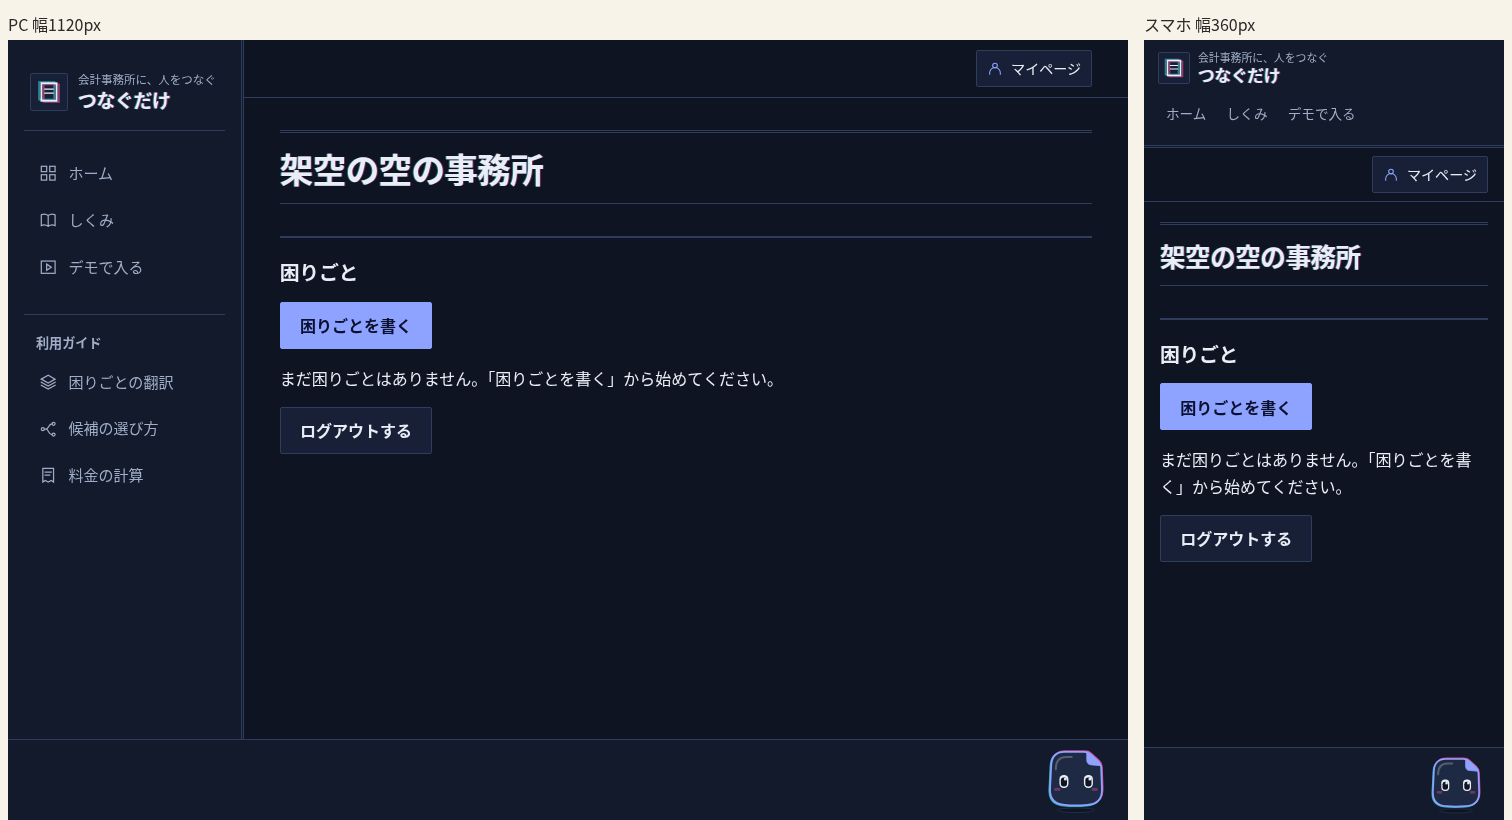 PC 幅1120px
会計事務所に、人をつなぐ
つなぐだけ
ホーム
しくみ
デモで入る
利用ガイド
困りごとの翻訳
候補の選び方
料金の計算
マイページ
架空の空の事務所
困りごと
困りごとを書く
まだ困りごとはありません。「困りごとを書く」から始めてください。
ログアウトする
スマホ 幅360px
会計事務所に、人をつなぐ
つなぐだけ
ホーム しくみ デモで入る
マイページ
架空の空の事務所
困りごと
困りごとを書く
まだ困りごとはありません。「困りごとを書
く」から始めてください。
ログアウトする